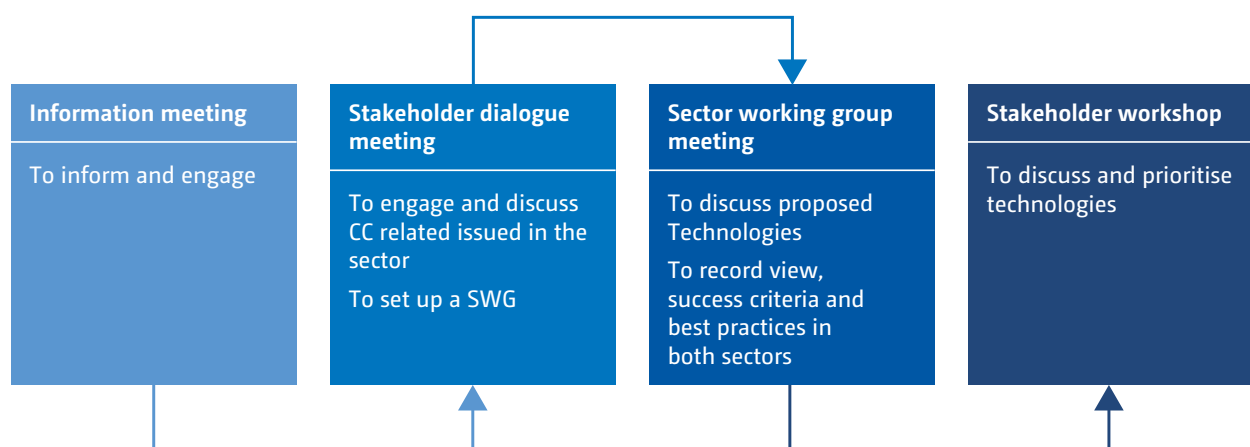 Information meeting
To inform and engage
Stakeholder dialogue
meeting
To engage and discuss
CC related issued in the
sector
To set up a SWG
Sector working group
meeting
To discuss proposed
Technologies
To record view,
success criteria and
best practices in
both sectors
Stakeholder workshop
To discuss and prioritise
technologies